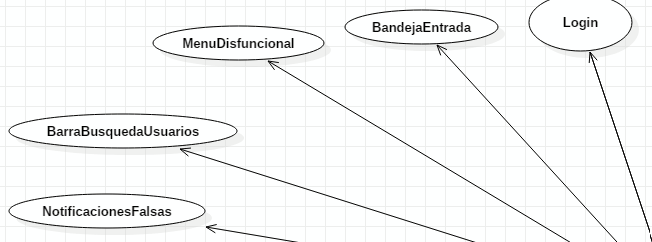 Login
BandejaEntrada
MenuDisfuncional
BarraBusquedaUsuarios
NotificacionesFalsas